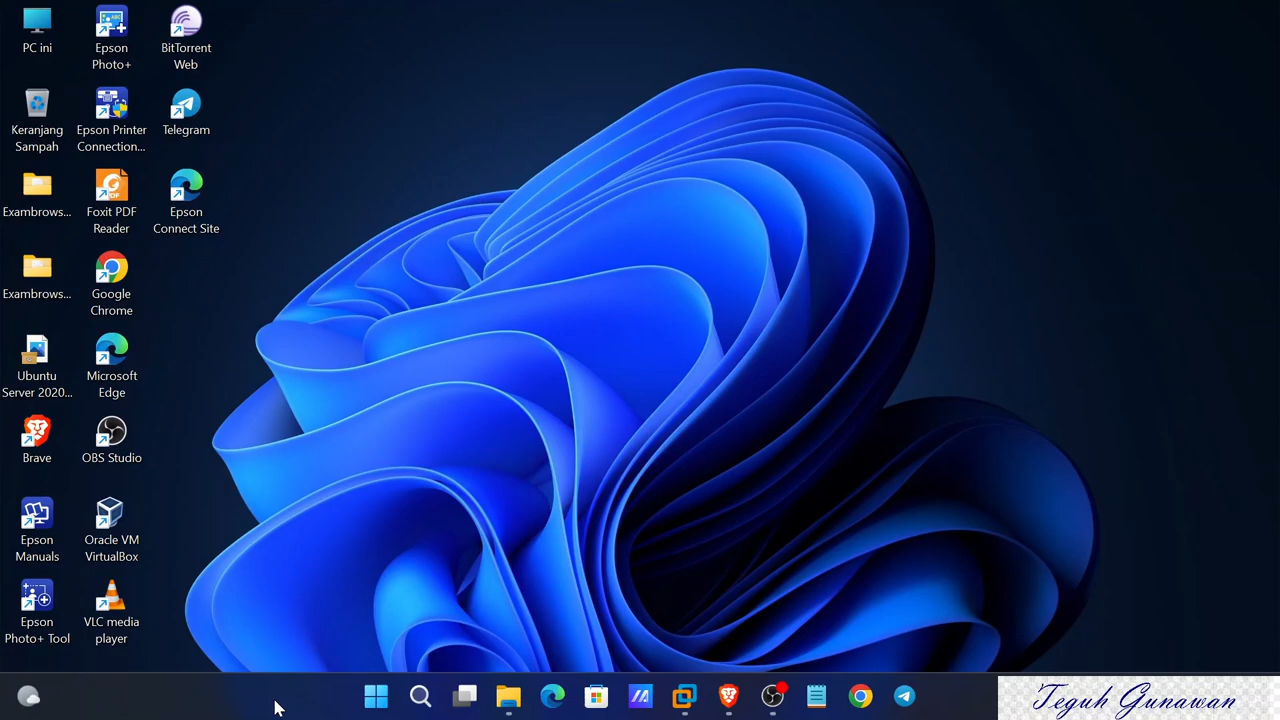 PC ini
Epson
Photo+
BitTorrent
Web
Keranjang
Sampah
Epson Printer
Connection...
Telegram
Exambrows...
Foxit PDF
Reader
Epson
Connect Site
Exambrows...
Google
Chrome
Ubuntu
Server 2020...
Microsoft
Edge
Brave
OBS Studio
Epson
Manuals
Oracle VM
VirtualBox
Epson
Photo+ Tool
VLC media
player
Teguh Gunawan